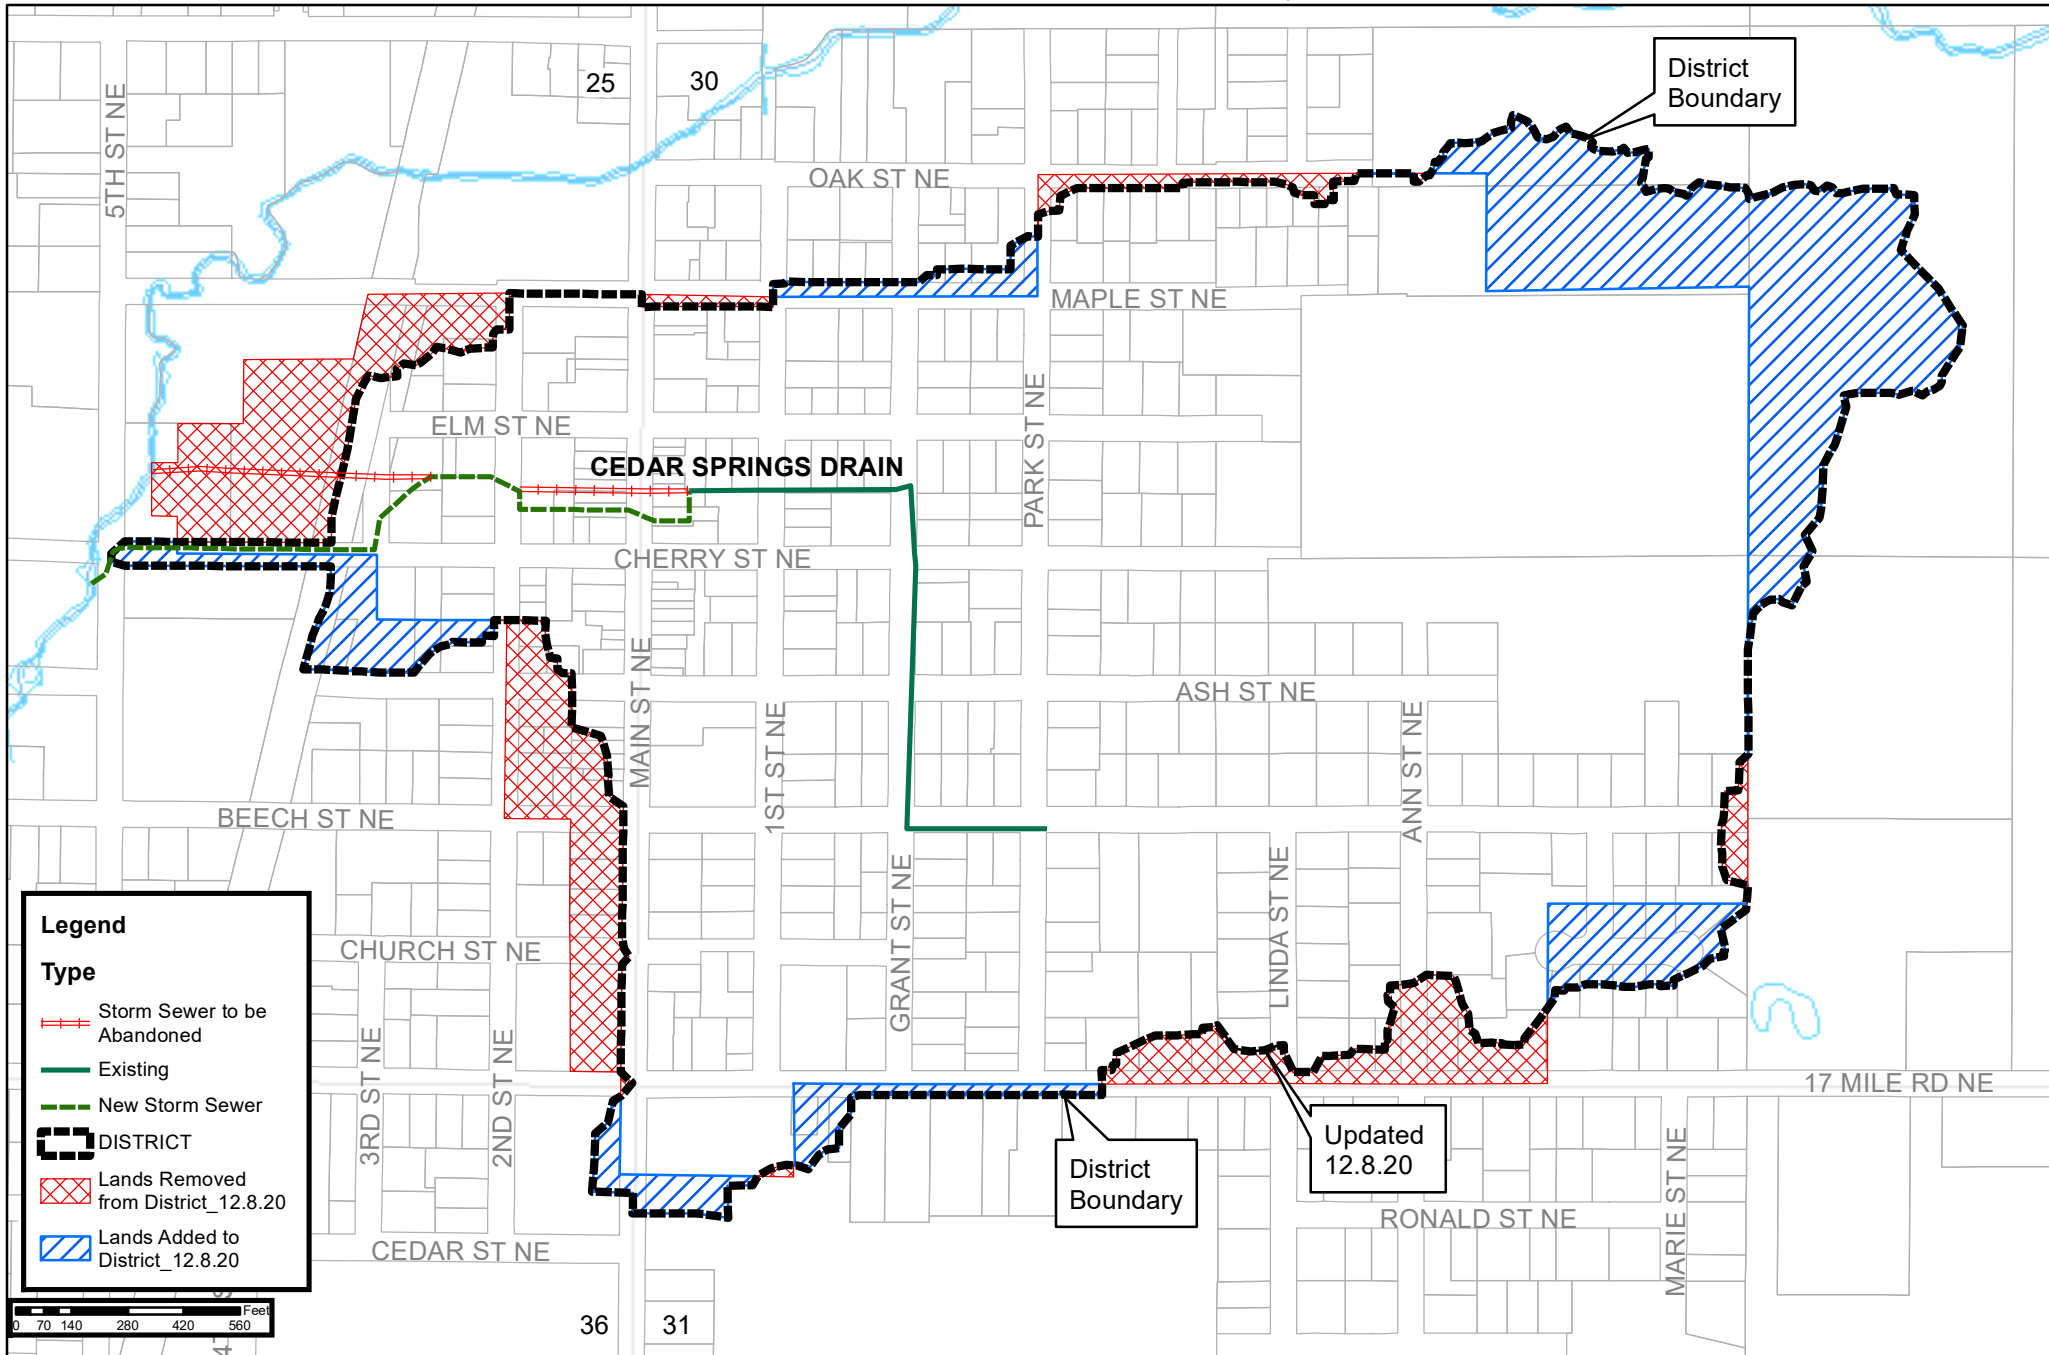 25
30
District
Boundary
5TH ST NE
OAK ST NE
MAPLE ST NE
ELM ST NE
PARK ST NE
CEDAR SPRINGS DRAIN
CHERRY ST NE
MAIN ST NE
ASH ST NE
1ST ST NE
ANN ST NE
BEECH ST NE
LINDA ST NE
GRANT ST NE
CHURCH ST NE
3RD ST NE
2ND ST NE
17 MILE RD NE
Updated
12.8.20
District
Boundary
MARIE ST NE
RONALD ST NE
CEDAR ST NE
36
31
Legend
Type
Storm Sewer to be
Abandoned
Existing
New Storm Sewer
DISTRICT
Lands Removed
from District_12.8.20
Lands Added to
District_12.8.20
Feet
0 70 140 280 420 560